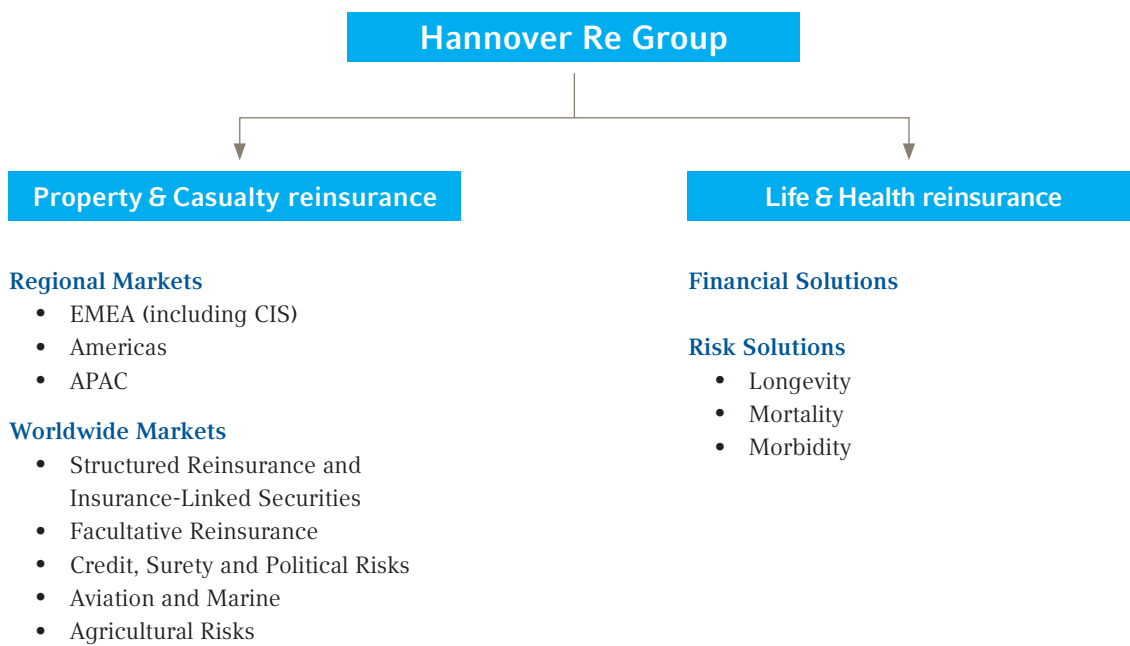 Hannover Re Group
Property & Casualty reinsurance
Regional Markets
• EMEA (including CIS)
• Americas
• APAC
Worldwide Markets
• Structured Reinsurance and
Insurance-Linked Securities
• Facultative Reinsurance
• Credit, Surety and Political Risks
• Aviation and Marine
• Agricultural Risks
Life & Health reinsurance
Financial Solutions
Risk Solutions
• Longevity
• Mortality
• Morbidity